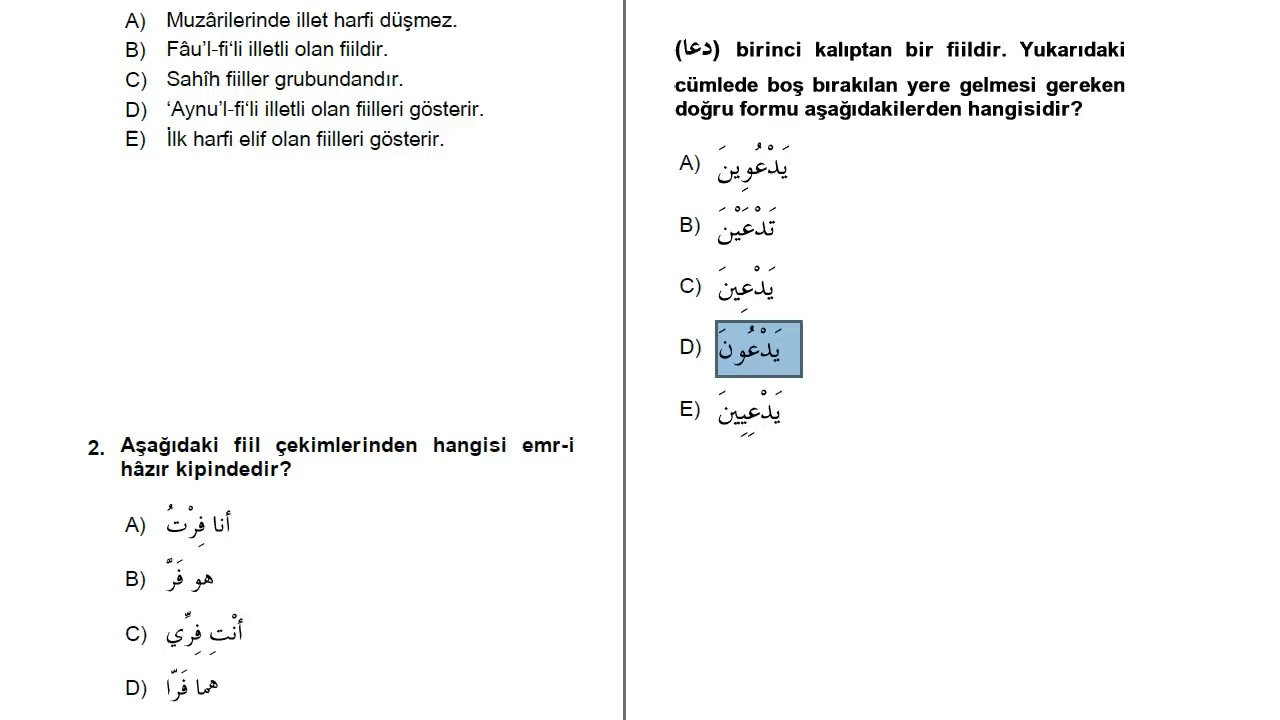 A) Muzârilerinde illet harfi düşmez.
B) Fâu’l-fi‘li illetli olan fiildir.
C) Sahîh fiiller grubundandır.
D) ‘Aynu’l-fi‘li illetli olan fiilleri gösterir.
E) İlk harfi elif olan fiilleri gösterir.
2. Aşağıdaki fiil çekimlerinden hangisi emr-i
hâzır kipindedir?
A) أنا فِرْتُ
B) هو فَرَّ
C) أنْتِ فِرِّي
D) هما فَرّا
(دعا) birinci kalıptan bir fiildir. Yukarıdaki
cümlede boş bırakılan yere gelmesi gereken
doğru formu aşağıdakilerden hangisidir?
A) يَدْعُوِينَ
B) تَدْعَيْنَ
C) يَدْعِينَ
D) يَدْعُونَ
E) يَدْعِيِينَ